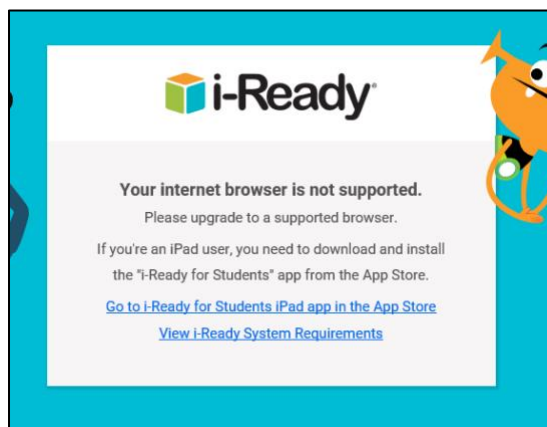 i-Ready®
Your internet browser is not supported.
Please upgrade to a supported browser.
If you're an iPad user, you need to download and install
the "i-Ready for Students" app from the App Store.
Go to i-Ready for Students iPad app in the App Store
View i-Ready System Requirements